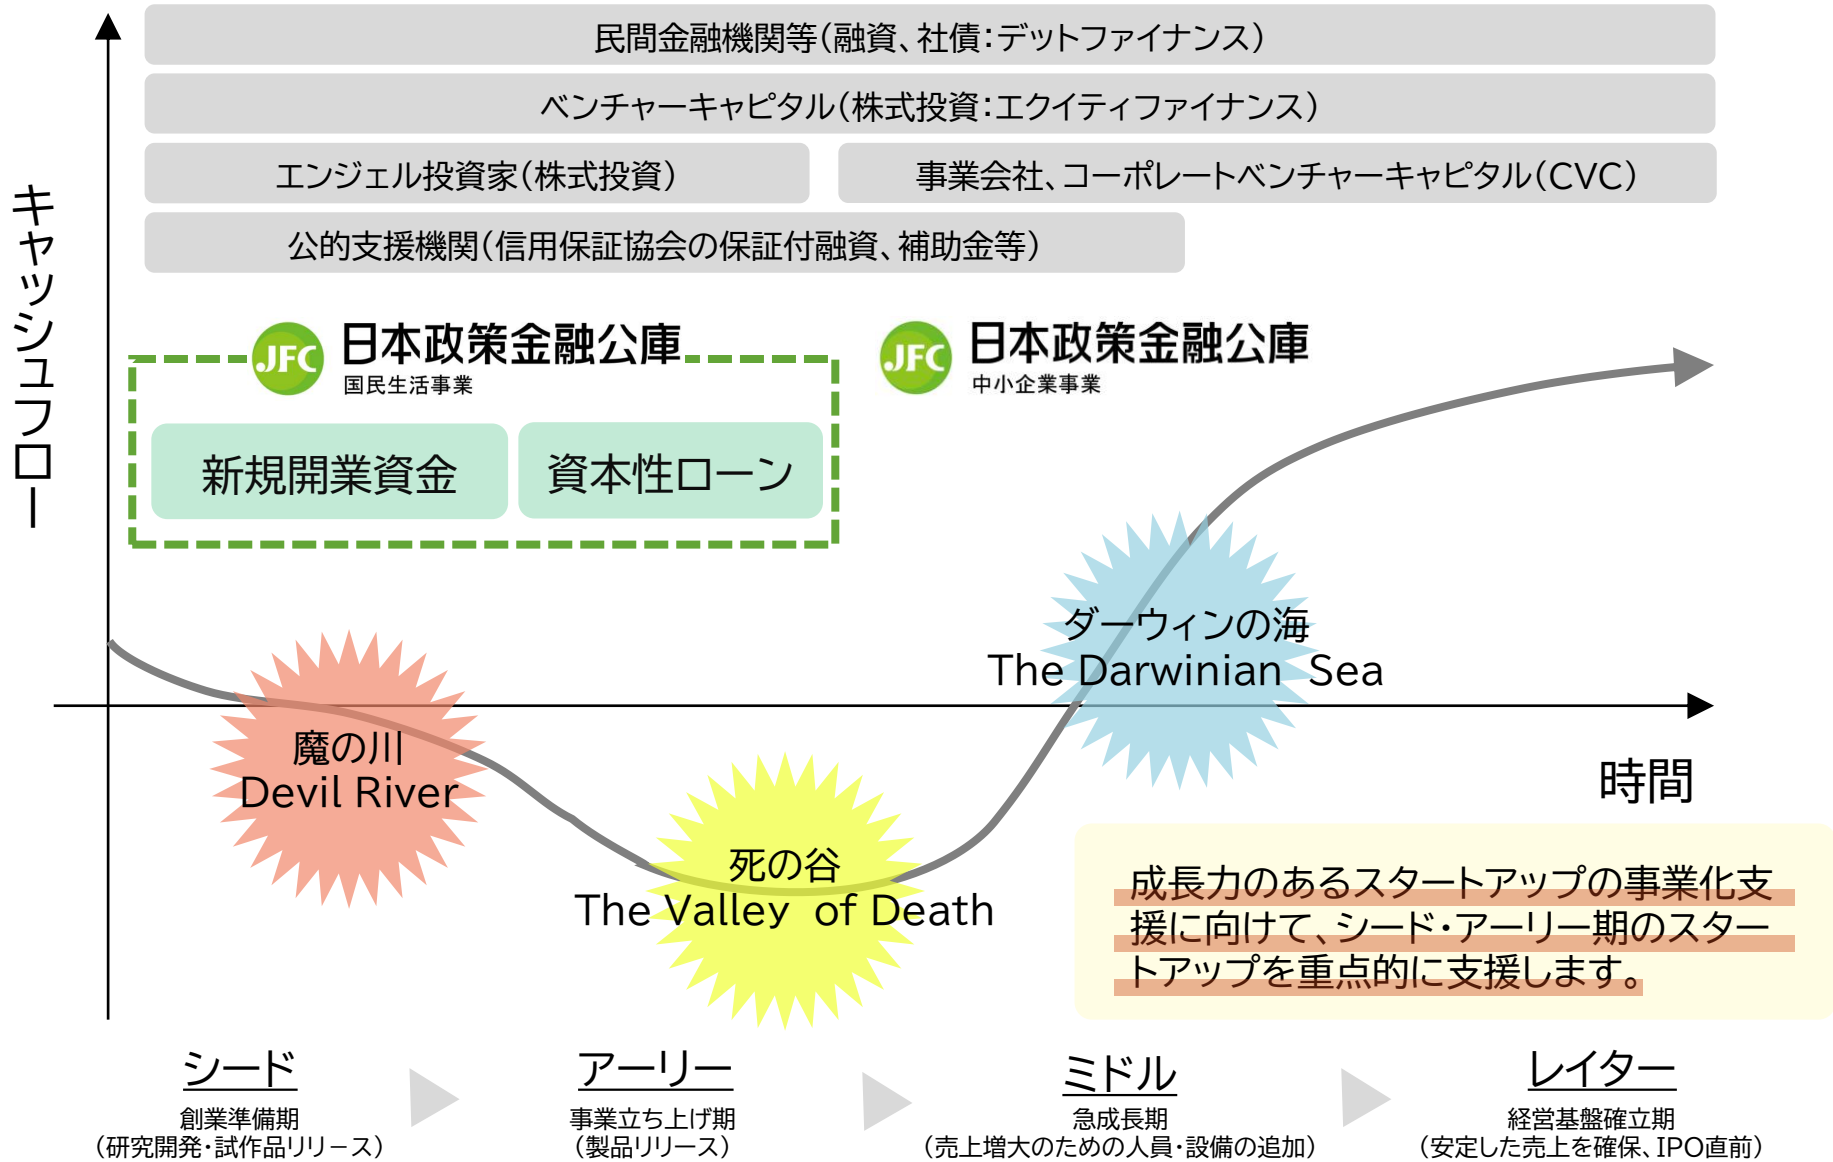 民間金融機関等（融資、社債：デットファイナンス）
ベンチャーキャピタル（株式投資：エクイティファイナンス）
エンジェル投資家（株式投資）
事業会社、コーポレートベンチャーキャピタル（CVC）
公的支援機関（信用保証協会の保証付融資、補助金等）
キャッシュフロー
JFC 日本政策金融公庫
国民生活事業
JFC 日本政策金融公庫
中小企業事業
新規開業資金
資本性ローン
ダーウィンの海
The Darwinian Sea
魔の川
Devil River
時間
死の谷
The Valley of Death
成長力のあるスタートアップの事業化支
援に向けて、シード・アーリー期のスター
トアップを重点的に支援します。
シード
創業準備期
（研究開発・試作品リリース）
アーリー
事業立ち上げ期
（製品リリース）
ミドル
急成長期
（売上増大のための人員・設備の追加）
レイター
経営基盤確立期
（安定した売上を確保、IPO直前）